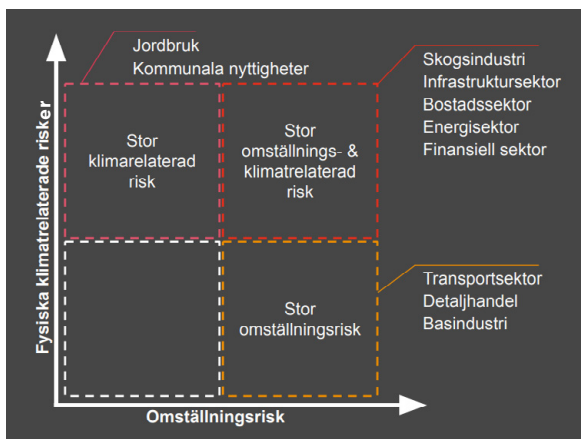 Jordbruk
Kommunala nyttigheter
Skogsindustri
Infrastruktursektor
Bostadssektor
Energisektor
Finansiell sektor
Fysiska klimatrelaterade risker
Stor
klimarelaterad
risk
Stor
omställnings- &
klimatrelaterad
risk
Stor
omställningsrisk
Transportsektor
Detaljhandel
Basindustri
Omställningsrisk